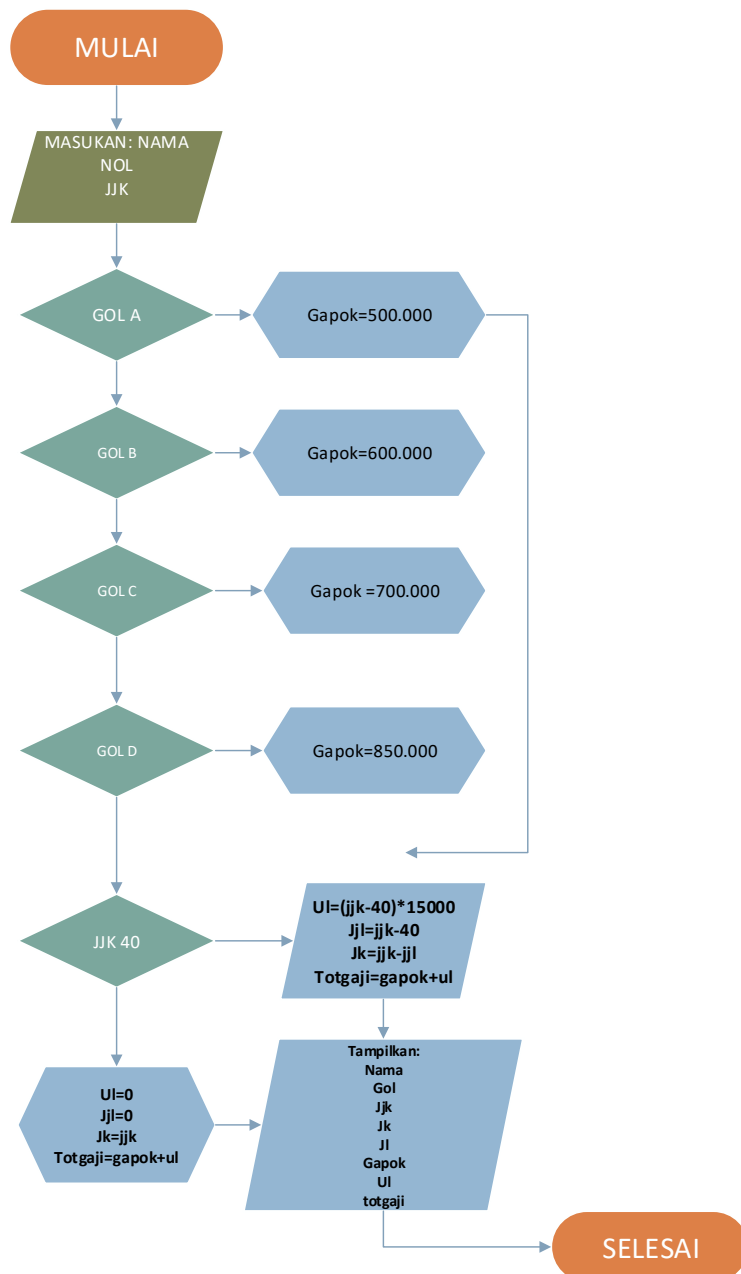 MULAI
MASUKAN: NAMA
NOL
JJK
GOL A
Gapok=500.000
GOL B
Gapok=600.000
GOL C
Gapok =700.000
GOL D
Gapok=850.000
JJK 40
Ul=(jjk-40)*15000
Jjl=jjk-40
Jk=jjk-jjl
Totgaji=gapok+ul
Ul=0
Jjl=0
Jk=jjk
Totgaji=gapok+ul
Tampilkan:
Nama
Gol
Jjk
Jk
Jl
Gapok
Ul
totgaji
SELESAI